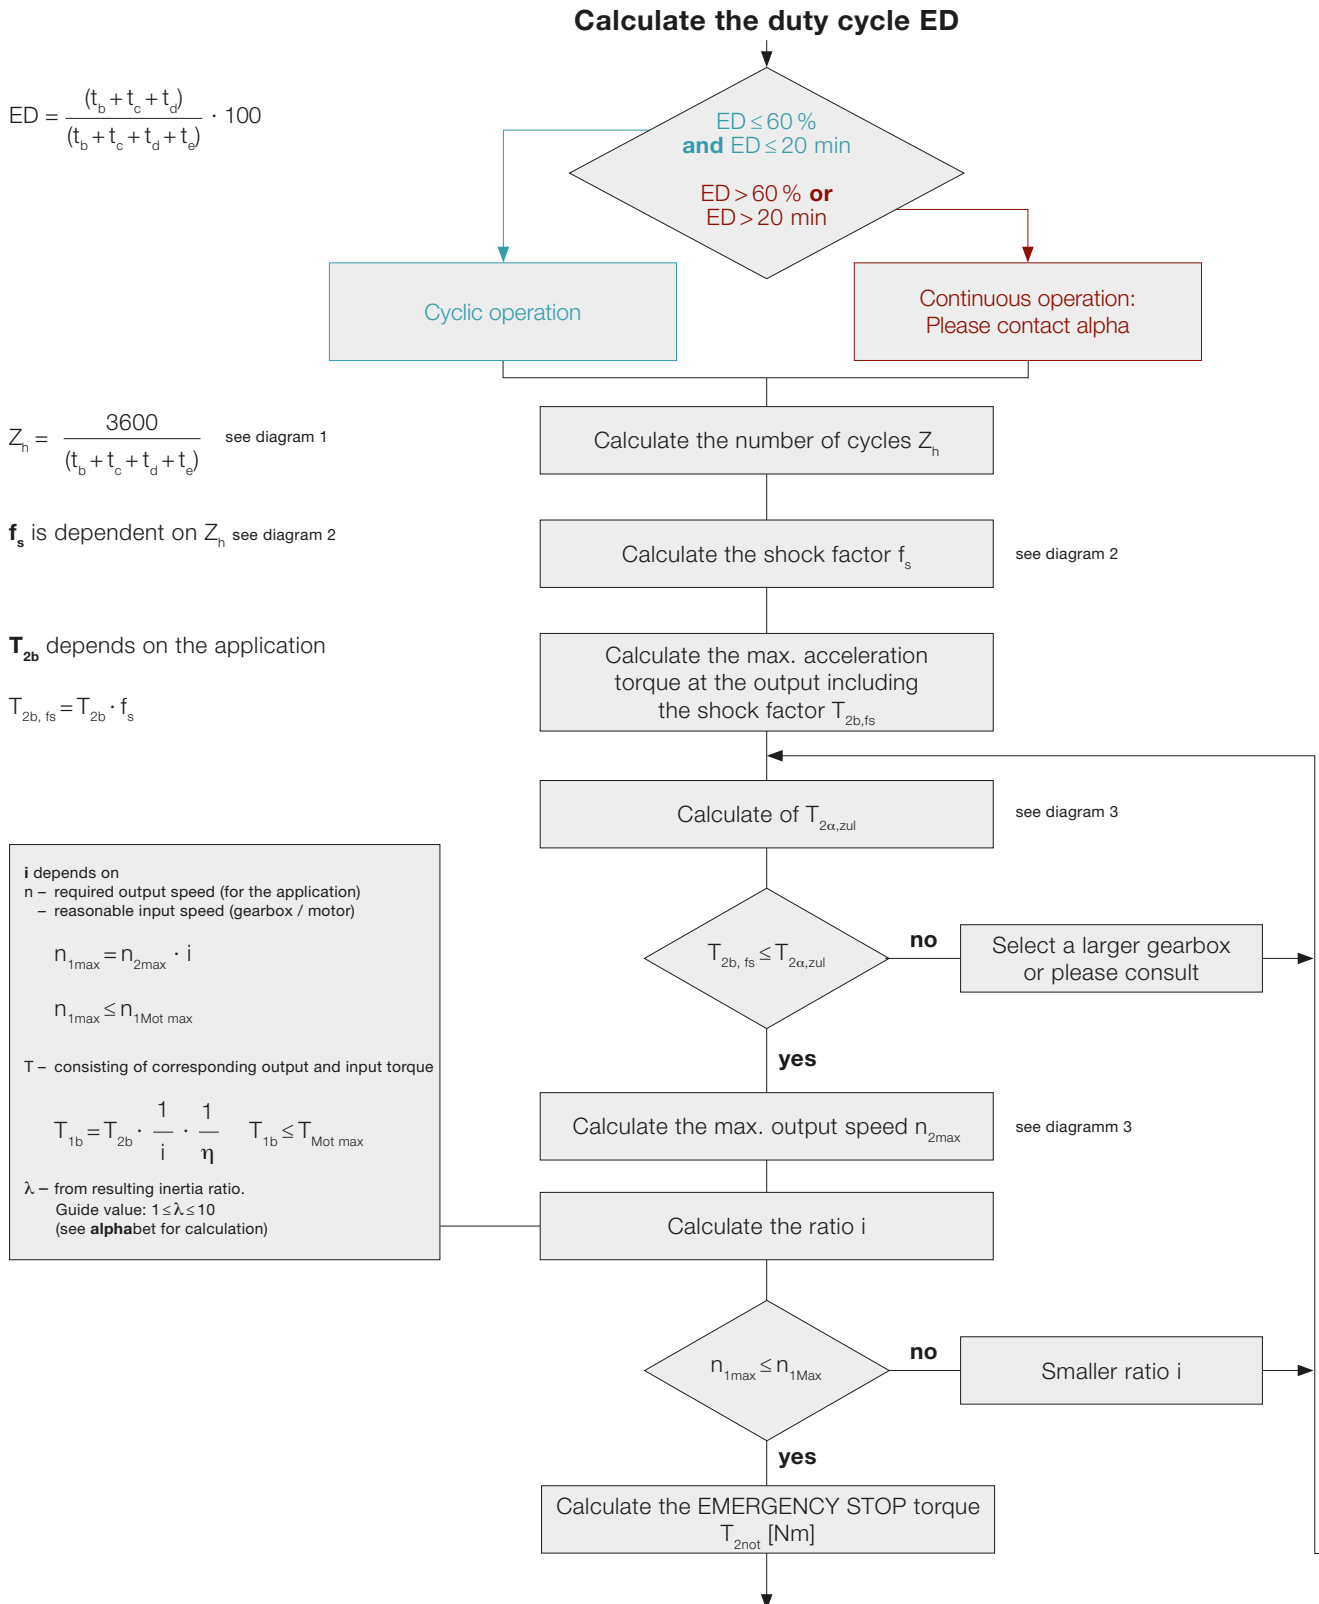 Calculate the duty cycle ED
ED = (t_b + t_c + t_d) / (t_b + t_c + t_d + t_e) · 100
ED ≤ 60 %
and ED ≤ 20 min
ED > 60 % or
ED > 20 min
Cyclic operation
Continuous operation:
Please contact alpha
Z_h = 3600 / (t_b + t_c + t_d + t_e) see diagram 1
Calculate the number of cycles Z_h
f_s is dependent on Z_h see diagram 2
Calculate the shock factor f_s
see diagram 2
T_2b depends on the application
T_2b, fs = T_2b · f_s
Calculate the max. acceleration
torque at the output including
the shock factor T_2b,fs
Calculate of T_2α,zul
see diagram 3
T_2b, fs ≤ T_2α,zul
no
Select a larger gearbox
or please consult
yes
Calculate the max. output speed n_2max
see diagramm 3
i depends on
n – required output speed (for the application)
– reasonable input speed (gearbox / motor)
n_1max = n_2max · i
n_1max ≤ n_1Mot max
T – consisting of corresponding output and input torque
T_1b = T_2b · 1/i · 1/η T_1b ≤ T_Mot max
λ – from resulting inertia ratio.
Guide value: 1 ≤ λ ≤ 10
(see alphabet for calculation)
Calculate the ratio i
n_1max ≤ n_1Max
no
Smaller ratio i
yes
Calculate the EMERGENCY STOP torque
T_2not [Nm]